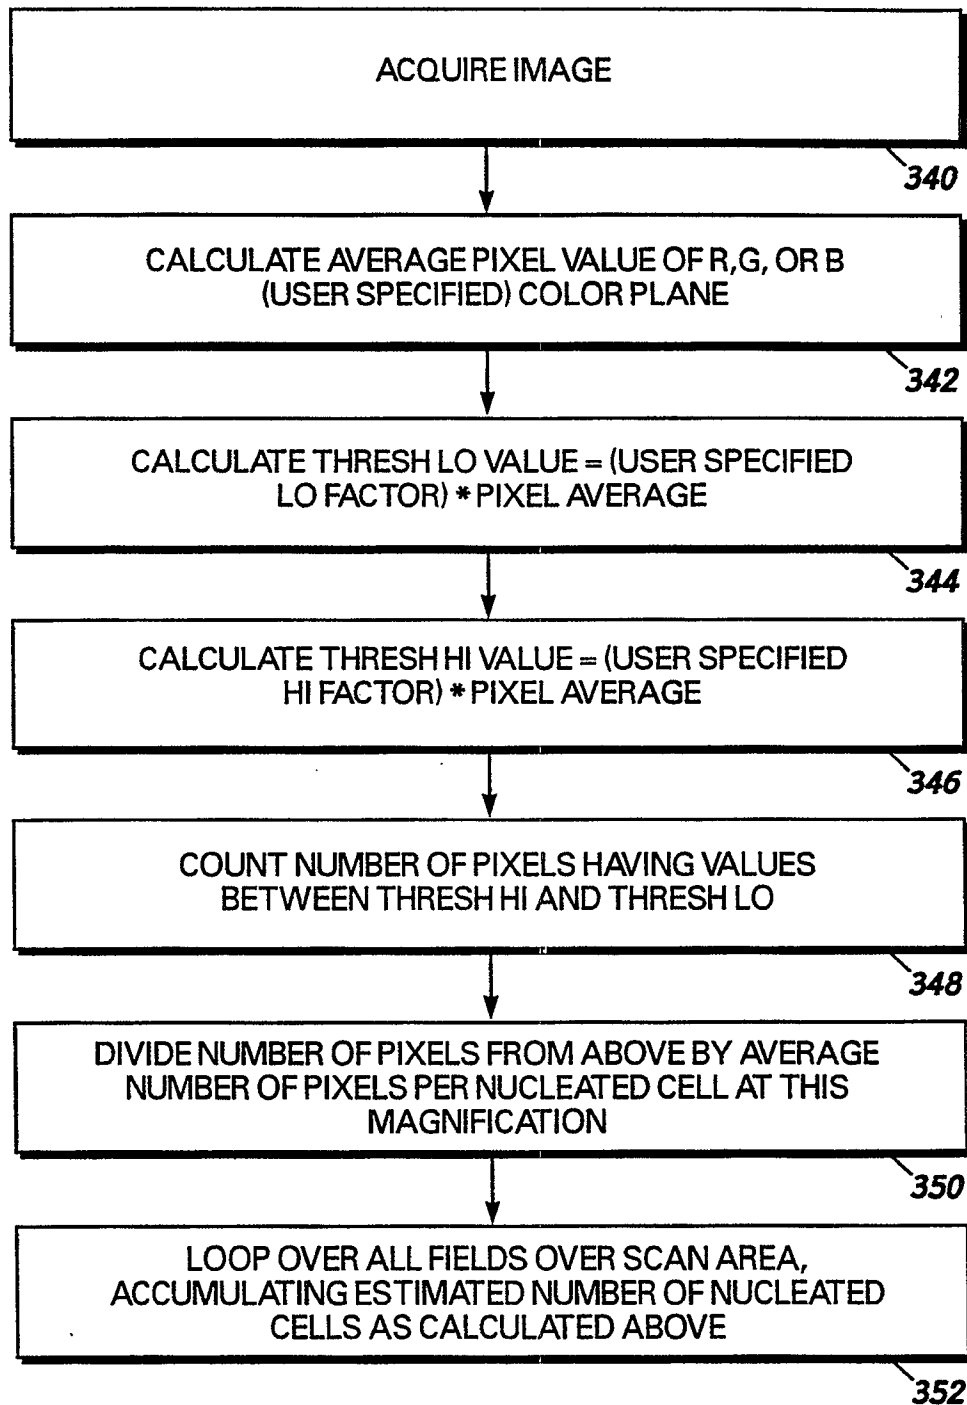 ACQUIRE IMAGE
340
CALCULATE AVERAGE PIXEL VALUE OF R,G, OR B
(USER SPECIFIED) COLOR PLANE
342
CALCULATE THRESH LO VALUE = (USER SPECIFIED
LO FACTOR) * PIXEL AVERAGE
344
CALCULATE THRESH HI VALUE = (USER SPECIFIED
HI FACTOR) * PIXEL AVERAGE
346
COUNT NUMBER OF PIXELS HAVING VALUES
BETWEEN THRESH HI AND THRESH LO
348
DIVIDE NUMBER OF PIXELS FROM ABOVE BY AVERAGE
NUMBER OF PIXELS PER NUCLEATED CELL AT THIS
MAGNIFICATION
350
LOOP OVER ALL FIELDS OVER SCAN AREA,
ACCUMULATING ESTIMATED NUMBER OF NUCLEATED
CELLS AS CALCULATED ABOVE
352